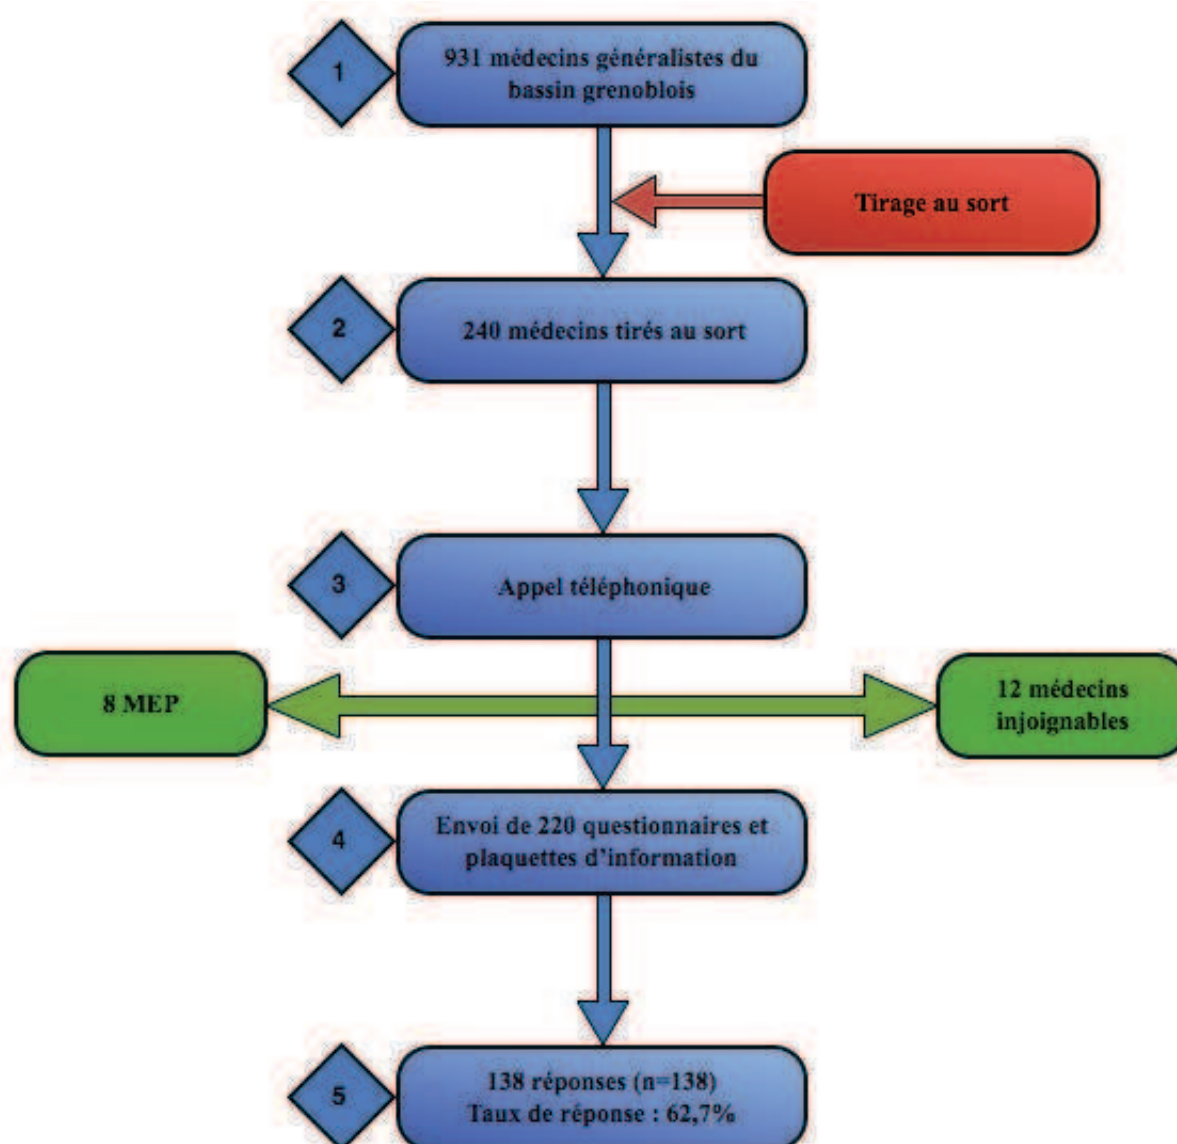 1
931 médecins généralistes du
bassin grenoblois
Tirage au sort
2
240 médecins tirés au sort
3
Appel téléphonique
8 MEP
12 médecins
injoignables
4
Envoi de 220 questionnaires et
plaquettes d’information
5
138 réponses (n=138)
Taux de réponse : 62,7%